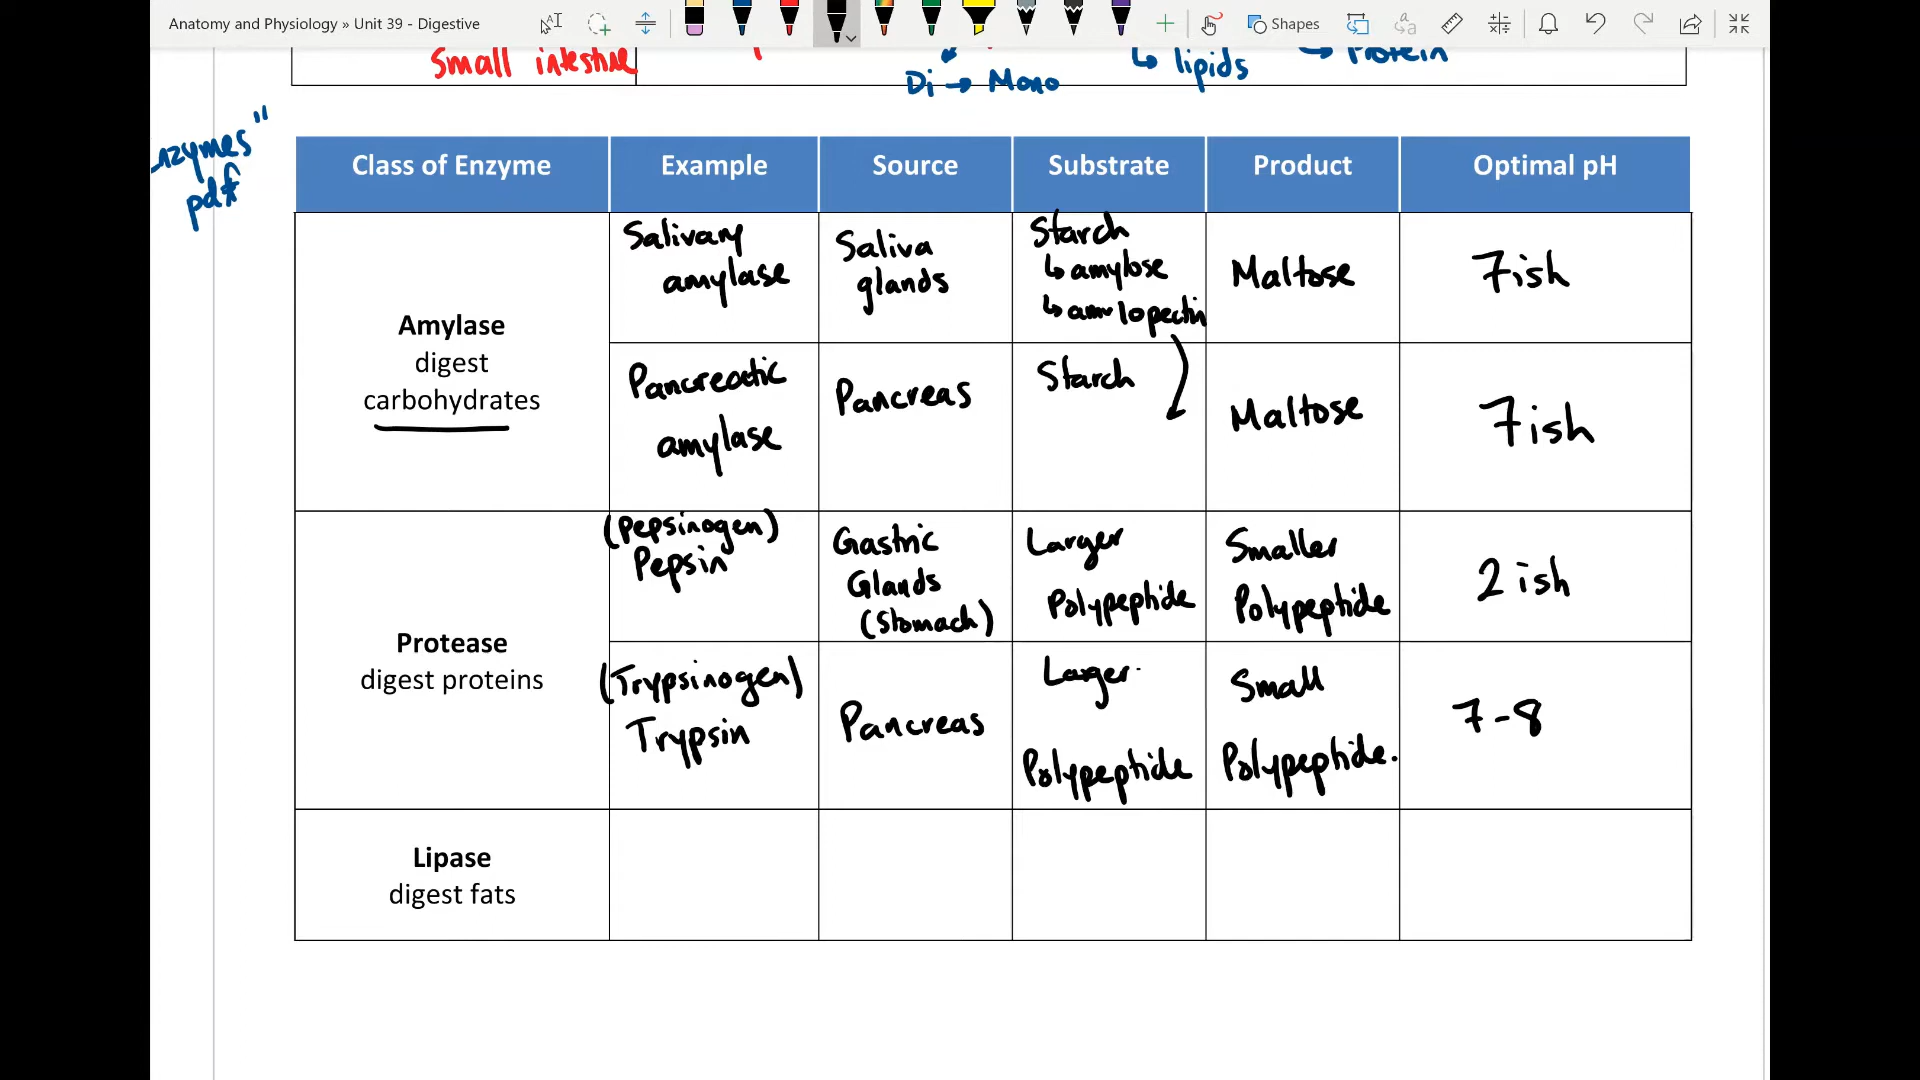 Anatomy and Physiology » Unit 39 - Digestive
Shapes
Small intestine
Di → Mono
↳ lipids
↳ Protein
nzymes"
pdf
Class of Enzyme
Example
Source
Substrate
Product
Optimal pH
Amylase
digest
carbohydrates
Salivary
amylase
Saliva
glands
Starch
↳ amylose
↳ amylopectin
Maltose
7ish
Pancreatic
amylase
Pancreas
Starch
Maltose
7ish
Protease
digest proteins
(Pepsinogen)
Pepsin
Gastric
Glands
(Stomach)
Larger
Polypeptide
Smaller
Polypeptide
2ish
(Trypsinogen)
Trypsin
Pancreas
Larger
Polypeptide
Small
Polypeptide.
7-8
Lipase
digest fats